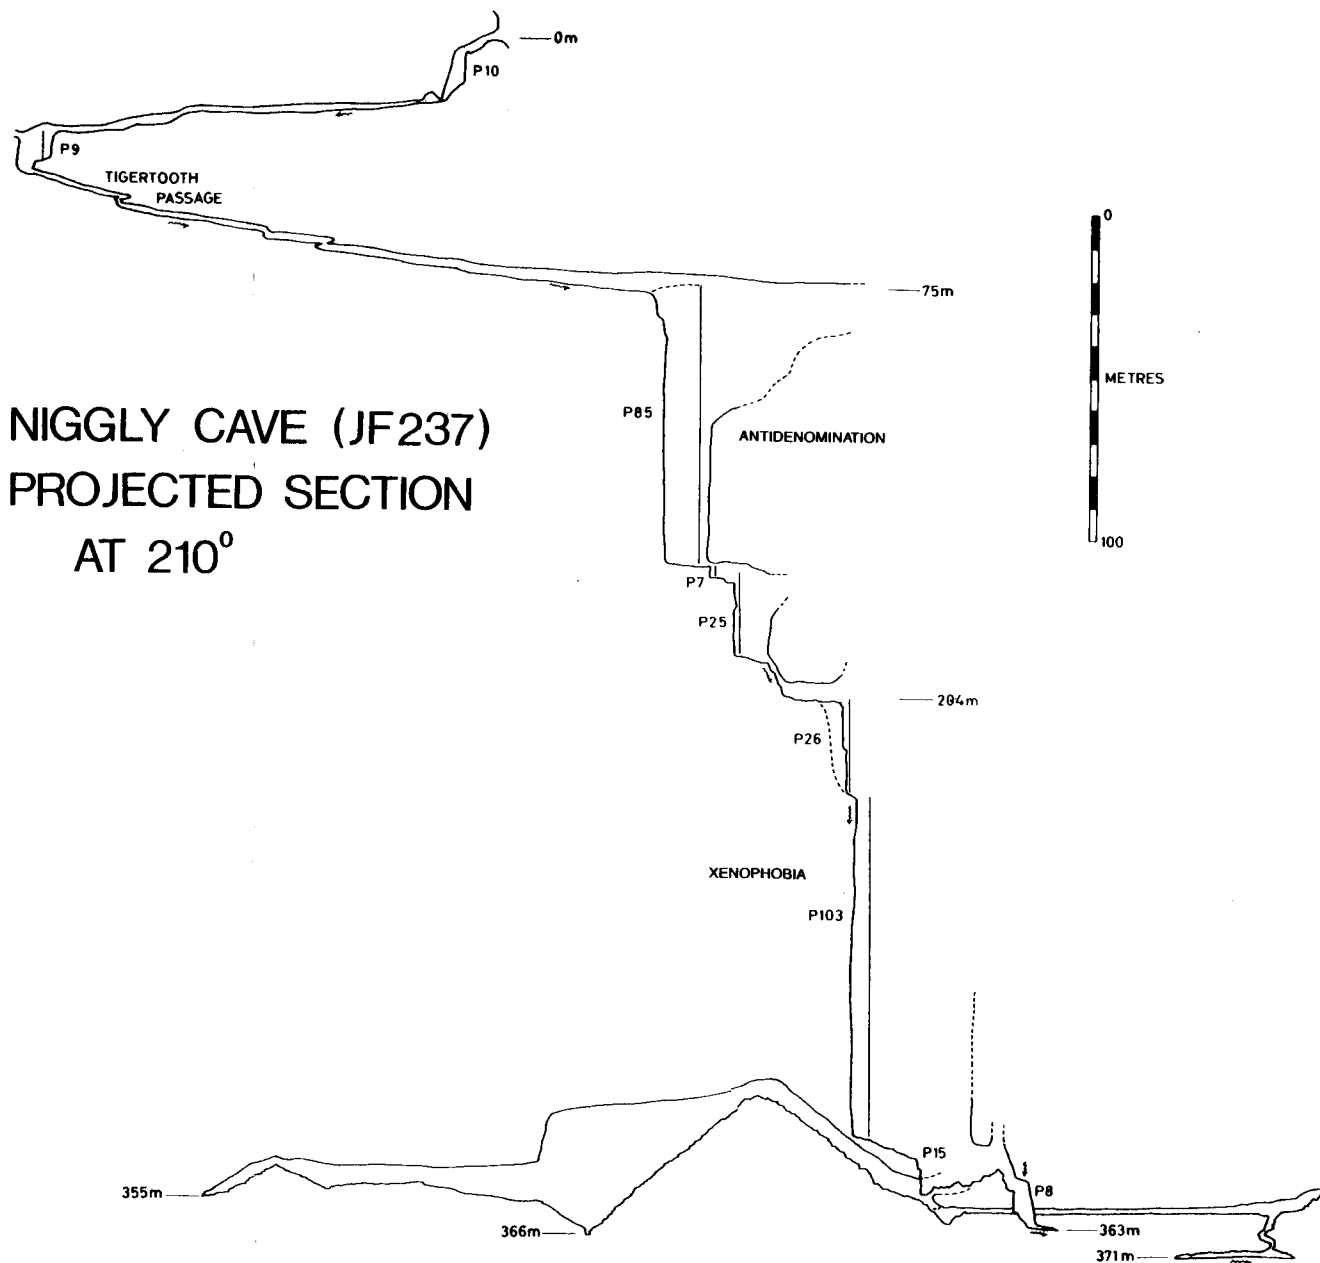 0m
P10
P9
TIGERTOOTH
PASSAGE
0
75m
METRES
P85
NIGGLY CAVE (JF237)
ANTIDENOMINATION
PROJECTED SECTION
100
AT 210°
P7
P25
204m
P26
XENOPHOBIA
P103
P15
355m
P8
366m
363m
371m